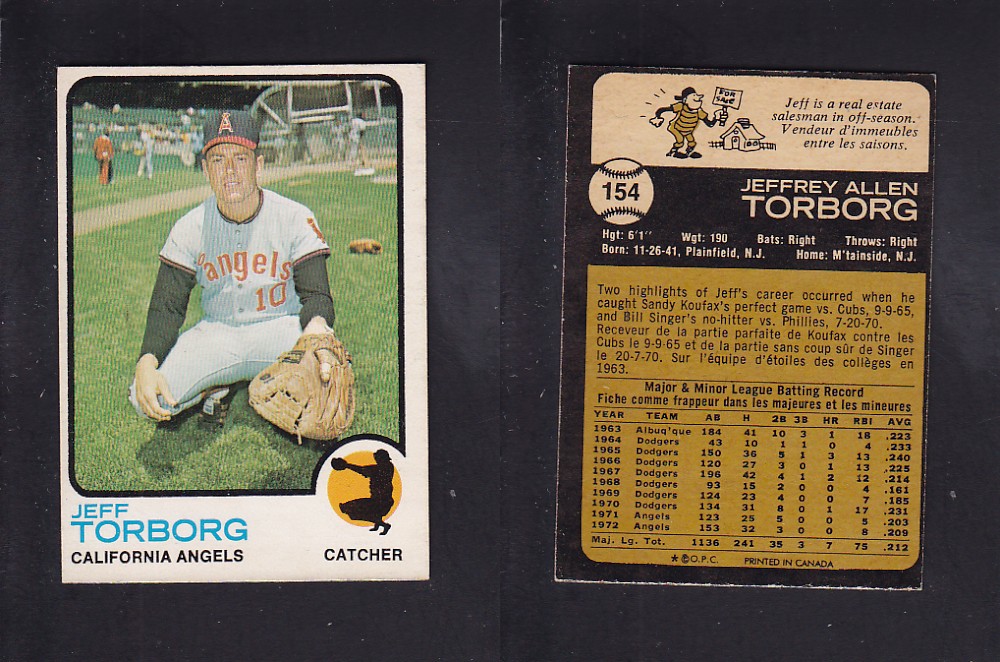 A
angels
10
JEFF
TORBORG
CALIFORNIA ANGELS
CATCHER
FOR
SALE
Jeff is a real estate
salesman in off-season.
Vendeur d'immeubles
entre les saisons.
154
JEFFREY ALLEN
TORBORG
Hgt: 6'1" Wgt: 190 Bats: Right Throws: Right
Born: 11-26-41, Plainfield, N.J. Home: M'tainside, N.J.
Two highlights of Jeff's career occurred when he
caught Sandy Koufax's perfect game vs. Cubs, 9-9-65,
and Bill Singer's no-hitter vs. Phillies, 7-20-70.
Receveur de la partie parfaite de Koufax contre les
Cubs le 9-9-65 et de la partie sans coup sûr de Singer
le 20-7-70. Sur l'équipe d'étoiles des collèges en
1963.
Major & Minor League Batting Record
Fiche comme frappeur dans les majeures et les mineures
YEAR TEAM AB H 2B 3B HR RBI AVG
1963 Albuq'que 184 41 10 3 1 18 .223
1964 Dodgers 43 10 1 1 0 4 .233
1965 Dodgers 150 36 5 1 3 13 .240
1966 Dodgers 120 27 3 0 1 13 .225
1967 Dodgers 196 42 4 1 2 12 .214
1968 Dodgers 93 15 2 0 0 4 .161
1969 Dodgers 124 23 4 0 0 7 .185
1970 Dodgers 134 31 8 0 1 17 .231
1971 Angels 123 25 5 0 0 5 .203
1972 Angels 153 32 3 0 0 8 .209
Maj. Lg. Tot. 1136 241 35 3 7 75 .212
*©O.P.C. PRINTED IN CANADA